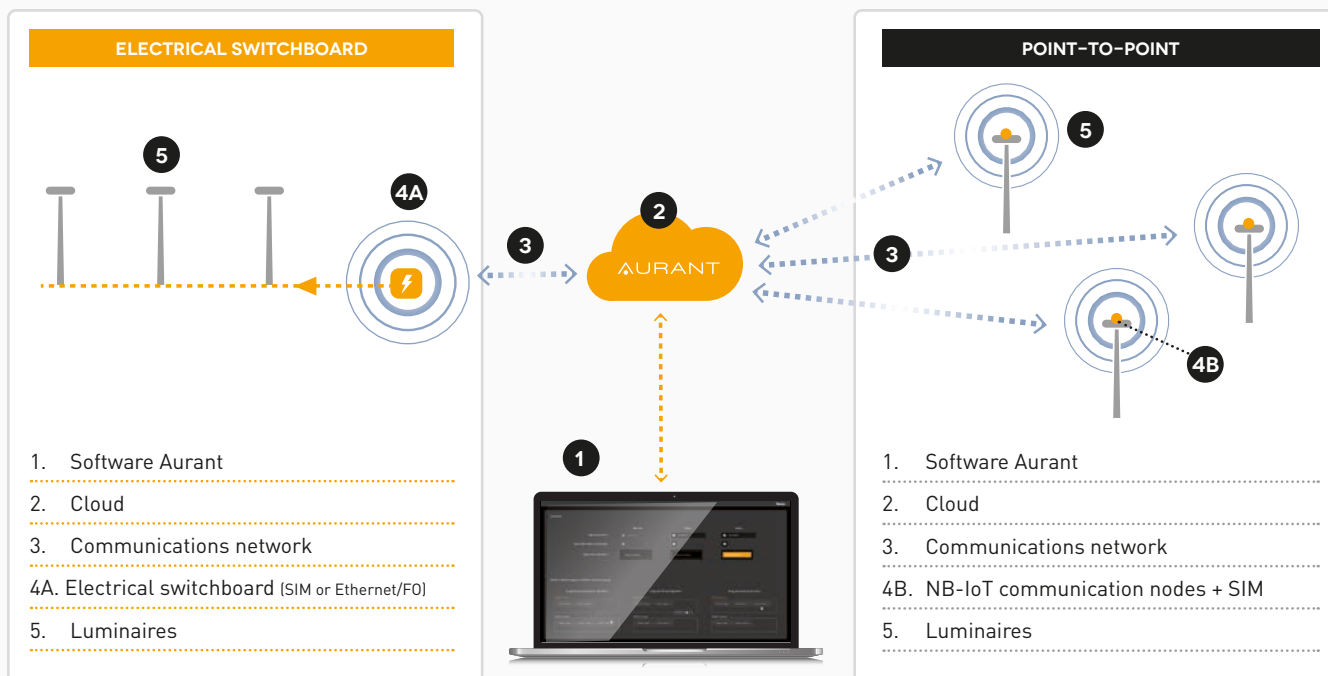 ELECTRICAL SWITCHBOARD
5
4A
3
1. Software Aurant
2. Cloud
3. Communications network
4A. Electrical switchboard (SIM or Ethernet/FO)
5. Luminaires
2
AURANT
1
POINT-TO-POINT
5
3
4B
1. Software Aurant
2. Cloud
3. Communications network
4B. NB-IoT communication nodes + SIM
5. Luminaires